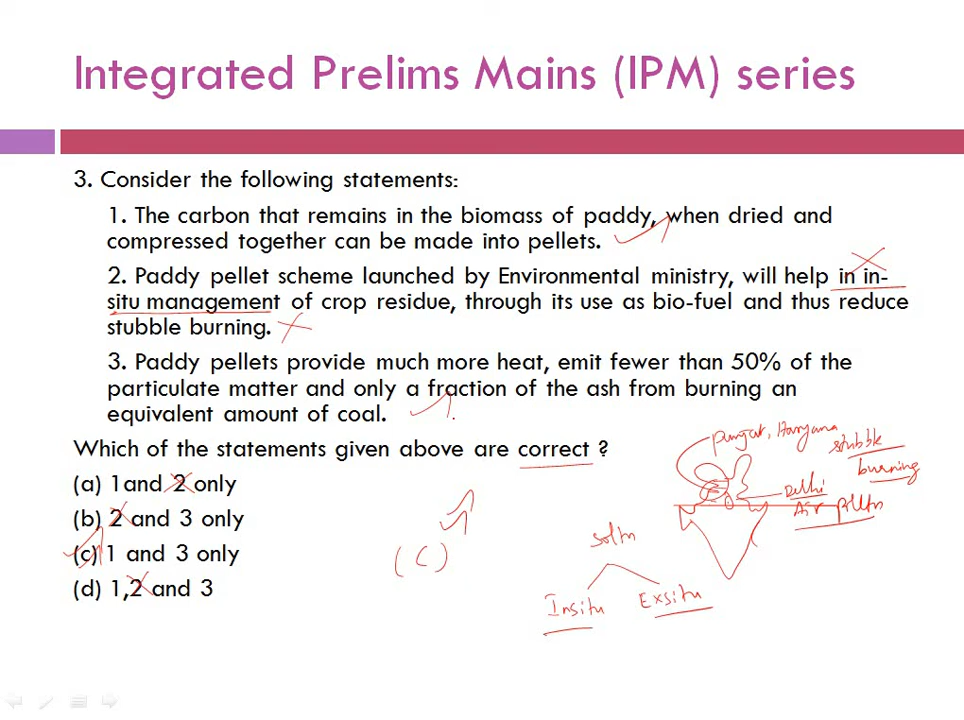 Integrated Prelims Mains (IPM) series
3. Consider the following statements:
1. The carbon that remains in the biomass of paddy, when dried and
compressed together can be made into pellets.
2. Paddy pellet scheme launched by Environmental ministry, will help in in-
situ management of crop residue, through its use as bio-fuel and thus reduce
stubble burning.
3. Paddy pellets provide much more heat, emit fewer than 50% of the
particulate matter and only a fraction of the ash from burning an
equivalent amount of coal.
Which of the statements given above are correct ?
(a) 1and 2 only
(b) 2 and 3 only
(c) 1 and 3 only
(d) 1,2 and 3
(C)
Haryana
stubble
burning
Delhi
Air
soltn
Insitu
Exsitu